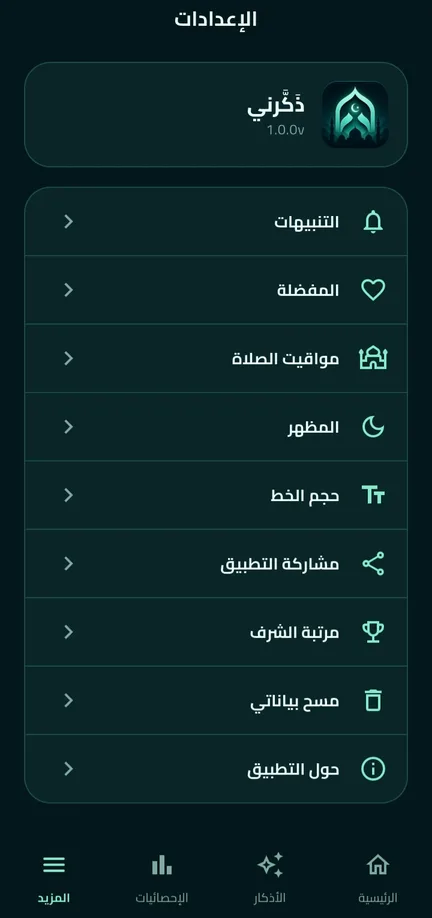 الإعدادات
ذَكَّرني
1.0.0v
التنبيهات
المفضلة
مواقيت الصلاة
المظهر
حجم الخط
مشاركة التطبيق
مرتبة الشرف
مسح بياناتي
حول التطبيق
الرئيسية
الأذكار
الإحصائيات
المزيد